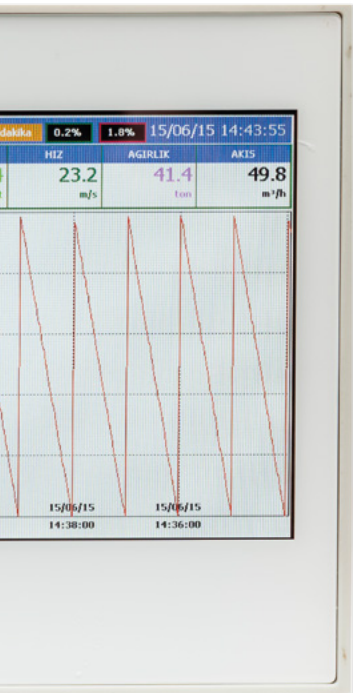 dakika 0.2% 1.8% 15/06/15 14:43:55
HIZ AGIRLIK AKIS
23.2 41.4 49.8
m/s ton m³/h
15/06/15 15/06/15
14:38:00 14:36:00